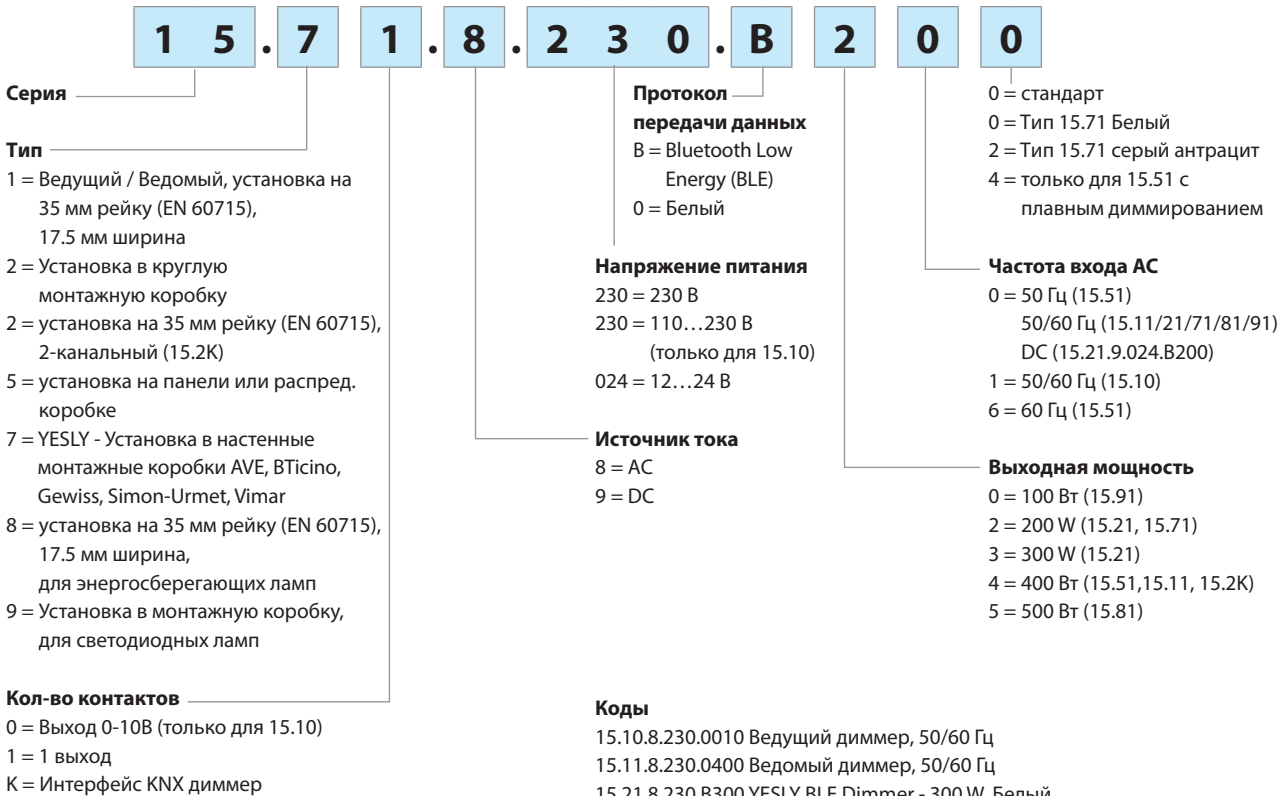 1 5 . 7 1 . 8 . 2 3 0 . B 2 0 0
Серия
Тип
1 = Ведущий / Ведомый, установка на
35 мм рейку (EN 60715),
17.5 мм ширина
2 = Установка в круглую
монтажную коробку
2 = установка на 35 мм рейку (EN 60715),
2-канальный (15.2K)
5 = установка на панели или распред.
коробке
7 = YESLY - Установка в настенные
монтажные коробки AVE, BTicino,
Gewiss, Simon-Urmet, Vimar
8 = установка на 35 мм рейку (EN 60715),
17.5 мм ширина,
для энергосберегающих ламп
9 = Установка в монтажную коробку,
для светодиодных ламп
Кол-во контактов
0 = Выход 0-10В (только для 15.10)
1 = 1 выход
K = Интерфейс KNX диммер
Протокол
передачи данных
B = Bluetooth Low
Energy (BLE)
0 = Белый
Напряжение питания
230 = 230 В
230 = 110…230 В
(только для 15.10)
024 = 12…24 В
Источник тока
8 = AC
9 = DC
0 = стандарт
0 = Тип 15.71 Белый
2 = Тип 15.71 серый антрацит
4 = только для 15.51 с
плавным диммированием
Частота входа AC
0 = 50 Гц (15.51)
50/60 Гц (15.11/21/71/81/91)
DC (15.21.9.024.B200)
1 = 50/60 Гц (15.10)
6 = 60 Гц (15.51)
Выходная мощность
0 = 100 Вт (15.91)
2 = 200 W (15.21, 15.71)
3 = 300 W (15.21)
4 = 400 Вт (15.51,15.11, 15.2K)
5 = 500 Вт (15.81)
Коды
15.10.8.230.0010 Ведущий диммер, 50/60 Гц
15.11.8.230.0400 Ведомый диммер, 50/60 Гц
15.21.8.230.B300 YESLY BLE Dimmer - 300 W, Белый